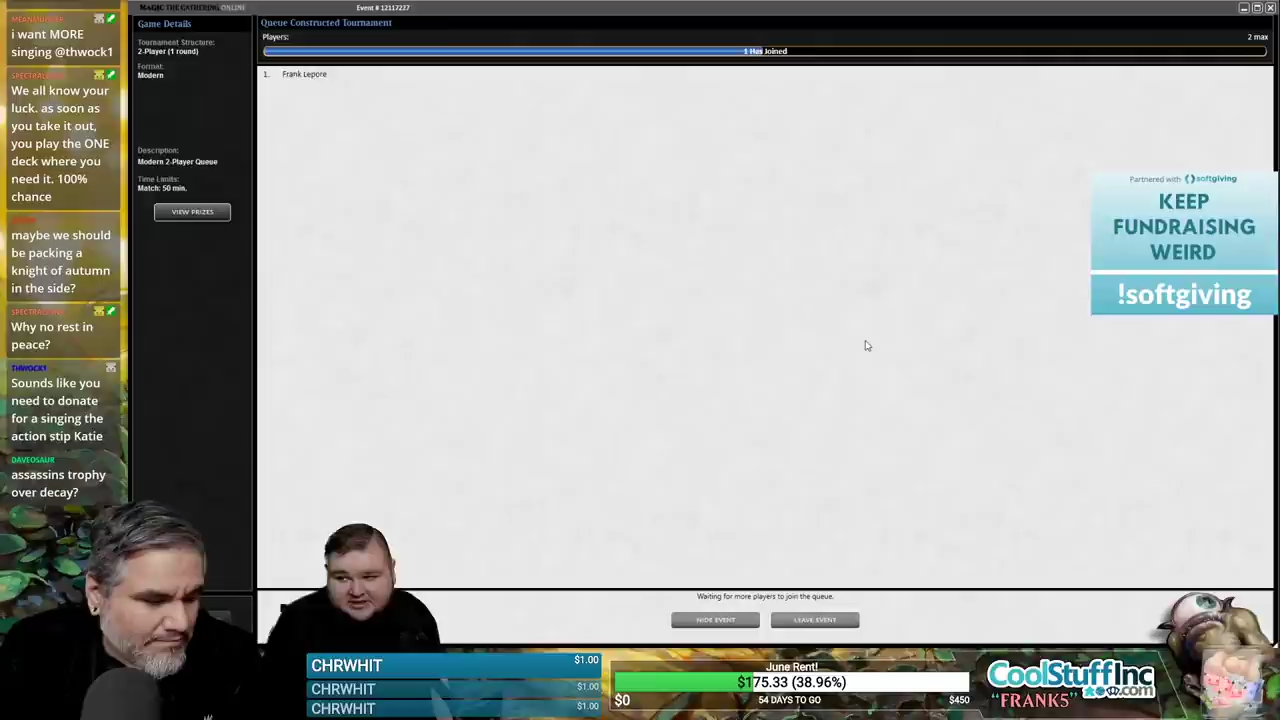 MAGIC THE GATHERING ONLINE
Event # 12117227
Game Details
Tournament Structure:
2-Player (1 round)
Format:
Modern
Description:
Modern 2-Player Queue
Time Limits:
Match: 50 min.
VIEW PRIZES
Queue Constructed Tournament
Players:
2 max
1 Has Joined
1. Frank Lepore
Waiting for more players to join the queue.
HIDE EVENT
LEAVE EVENT
i want MORE
singing @thwock1
We all know your
luck. as soon as
you take it out,
you play the ONE
deck where you
need it. 100%
chance
maybe we should
be packing a
knight of autumn
in the side?
Why no rest in
peace?
THWOCK1
Sounds like you
need to donate
for a singing the
action stip Katie
DAVEOSAUR
assassins trophy
over decay?
Partnered with softgiving
KEEP
FUNDRAISING
WEIRD
!softgiving
CHRWHIT $1.00
CHRWHIT $1.00
CHRWHIT $1.00
June Rent!
$175.33 (38.96%)
$0
54 DAYS TO GO
$450
CoolStuffInc
.com
"FRANK5"